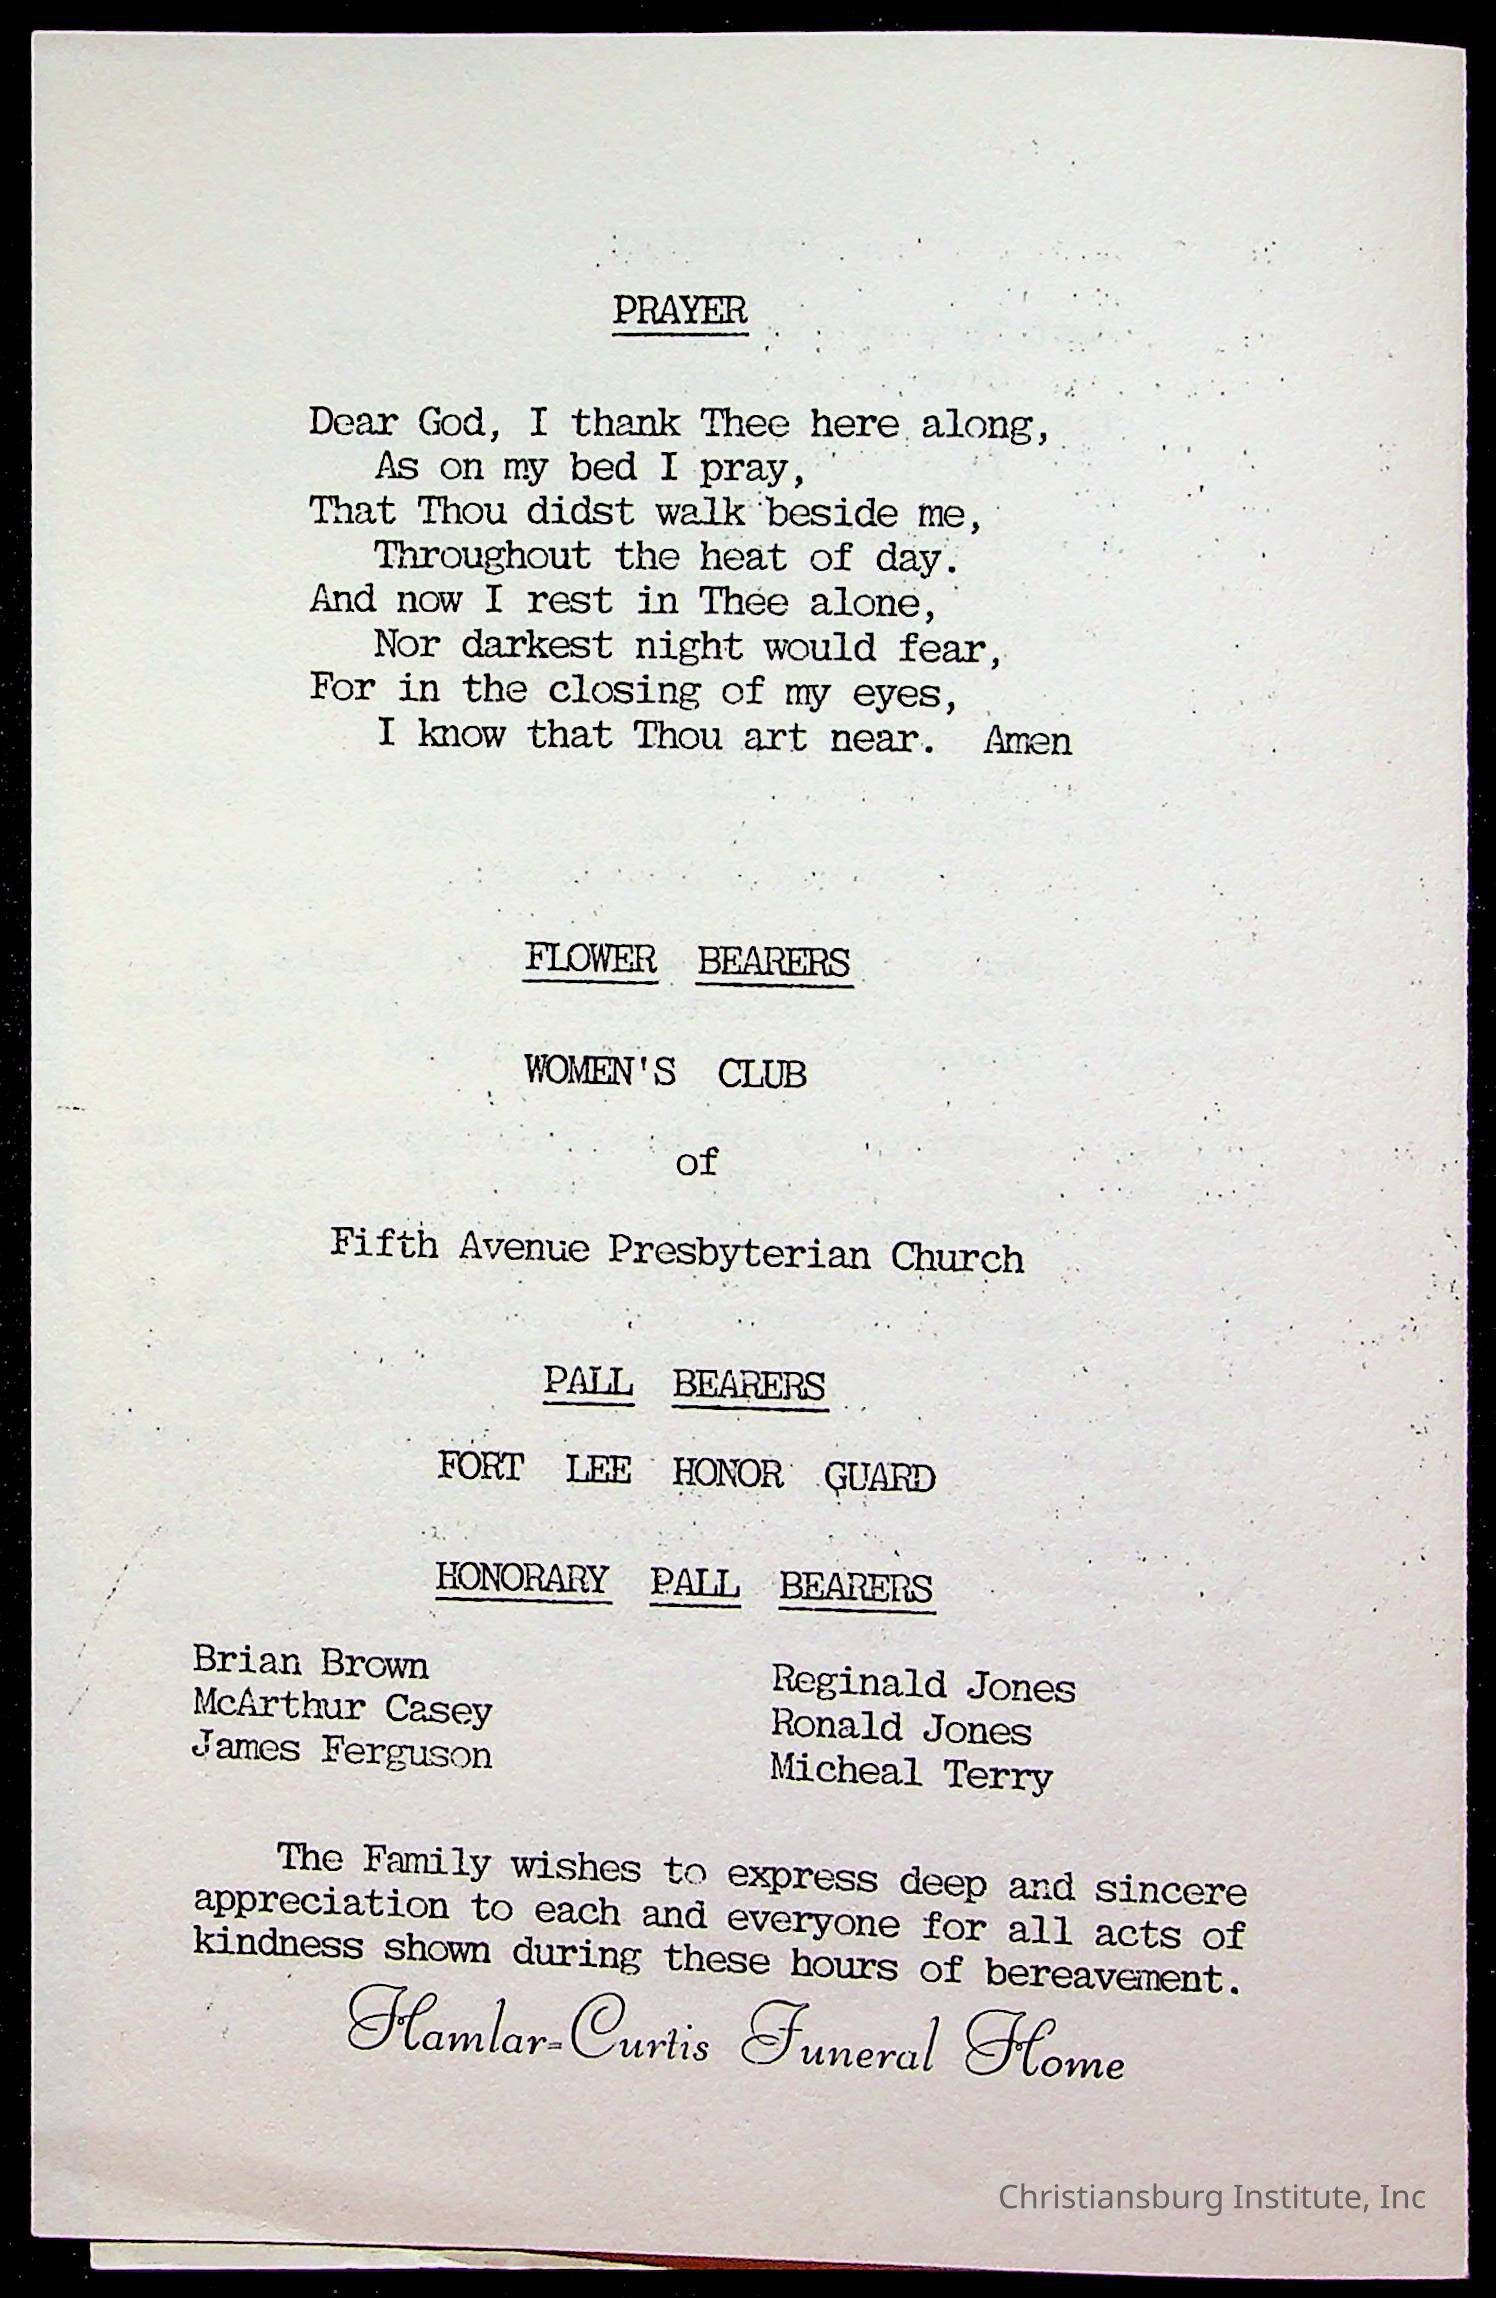 PRAYER
Dear God, I thank Thee here along,
As on my bed I pray,
That Thou didst walk beside me,
Throughout the heat of day.
And now I rest in Thee alone,
Nor darkest night would fear,
For in the closing of my eyes,
I know that Thou art near. Amen
FLOWER BEARERS
WOMEN'S CLUB
of
Fifth Avenue Presbyterian Church
PALL BEARERS
FORT LEE HONOR GUARD
HONORARY PALL BEARERS
Brian Brown
McArthur Casey
James Ferguson
Reginald Jones
Ronald Jones
Micheal Terry
The Family wishes to express deep and sincere
appreciation to each and everyone for all acts of
kindness shown during these hours of bereavement.
Hamlar-Curtis Funeral Home
Christiansburg Institute, Inc